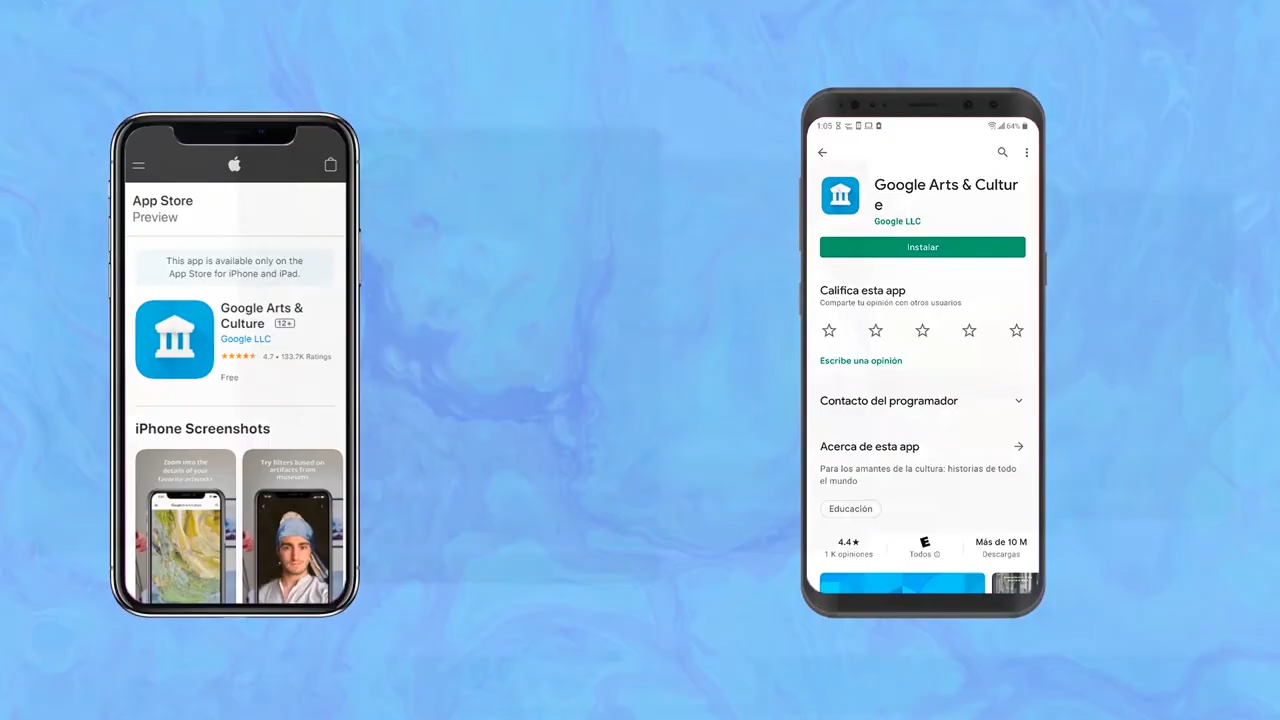 App Store
Preview
This app is available only on the
App Store for iPhone and iPad.
Google Arts &
Culture 12+
Google LLC
4.7 • 133.7K Ratings
Free
iPhone Screenshots
Zoom into the
details of your
favorite artworks
Try filters based on
artifacts from
museums
1:05
64%
Google Arts & Cultur
e
Google LLC
Instalar
Califica esta app
Comparte tu opinión con otros usuarios
Escribe una opinión
Contacto del programador
Acerca de esta app
Para los amantes de la cultura: historias de todo
el mundo
Educación
4.4★
1 K opiniones
E
Todos
Más de 10 M
Descargas